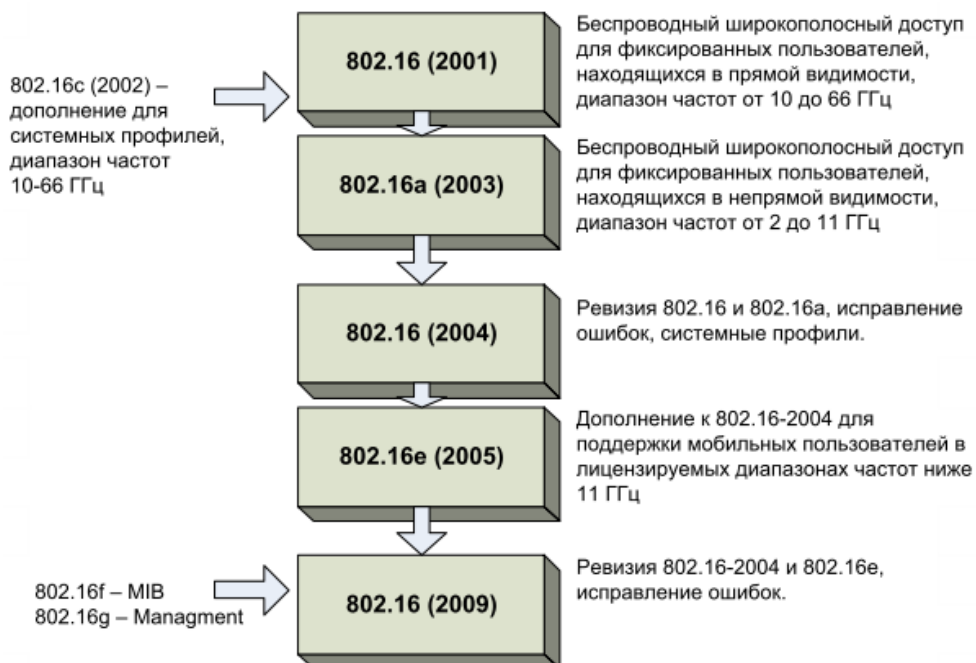 802.16 (2001)
Беспроводный широкополосный доступ
для фиксированных пользователей,
находящихся в прямой видимости,
диапазон частот от 10 до 66 ГГц
802.16c (2002) –
дополнение для
системных профилей,
диапазон частот
10-66 ГГц
802.16a (2003)
Беспроводный широкополосный доступ
для фиксированных пользователей,
находящихся в непрямой видимости,
диапазон частот от 2 до 11 ГГц
802.16 (2004)
Ревизия 802.16 и 802.16a, исправление
ошибок, системные профили.
802.16e (2005)
Дополнение к 802.16-2004 для
поддержки мобильных пользователей в
лицензируемых диапазонах частот ниже
11 ГГц
802.16f – MIB
802.16g – Managment
802.16 (2009)
Ревизия 802.16-2004 и 802.16e,
исправление ошибок.